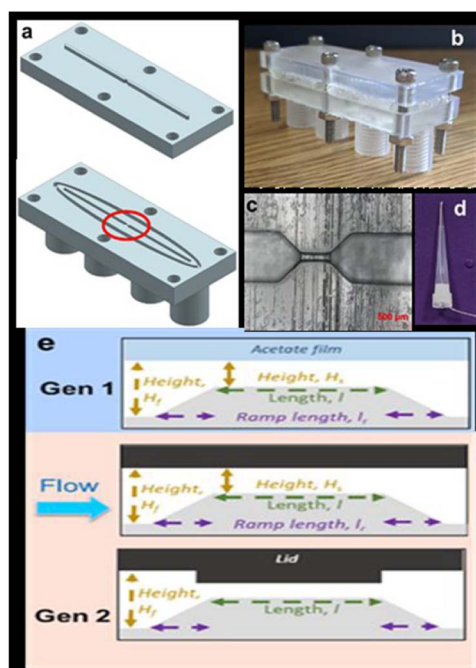 a
b
c
500 µm
d
e
Gen 1
Acetate film
Height,
Hf
Height, Hs
Length, l
Ramp length, lr
Flow
Height,
Hf
Height, Hs
Length, l
Ramp length, lr
Gen 2
Lid
Height,
Hf
Length, l